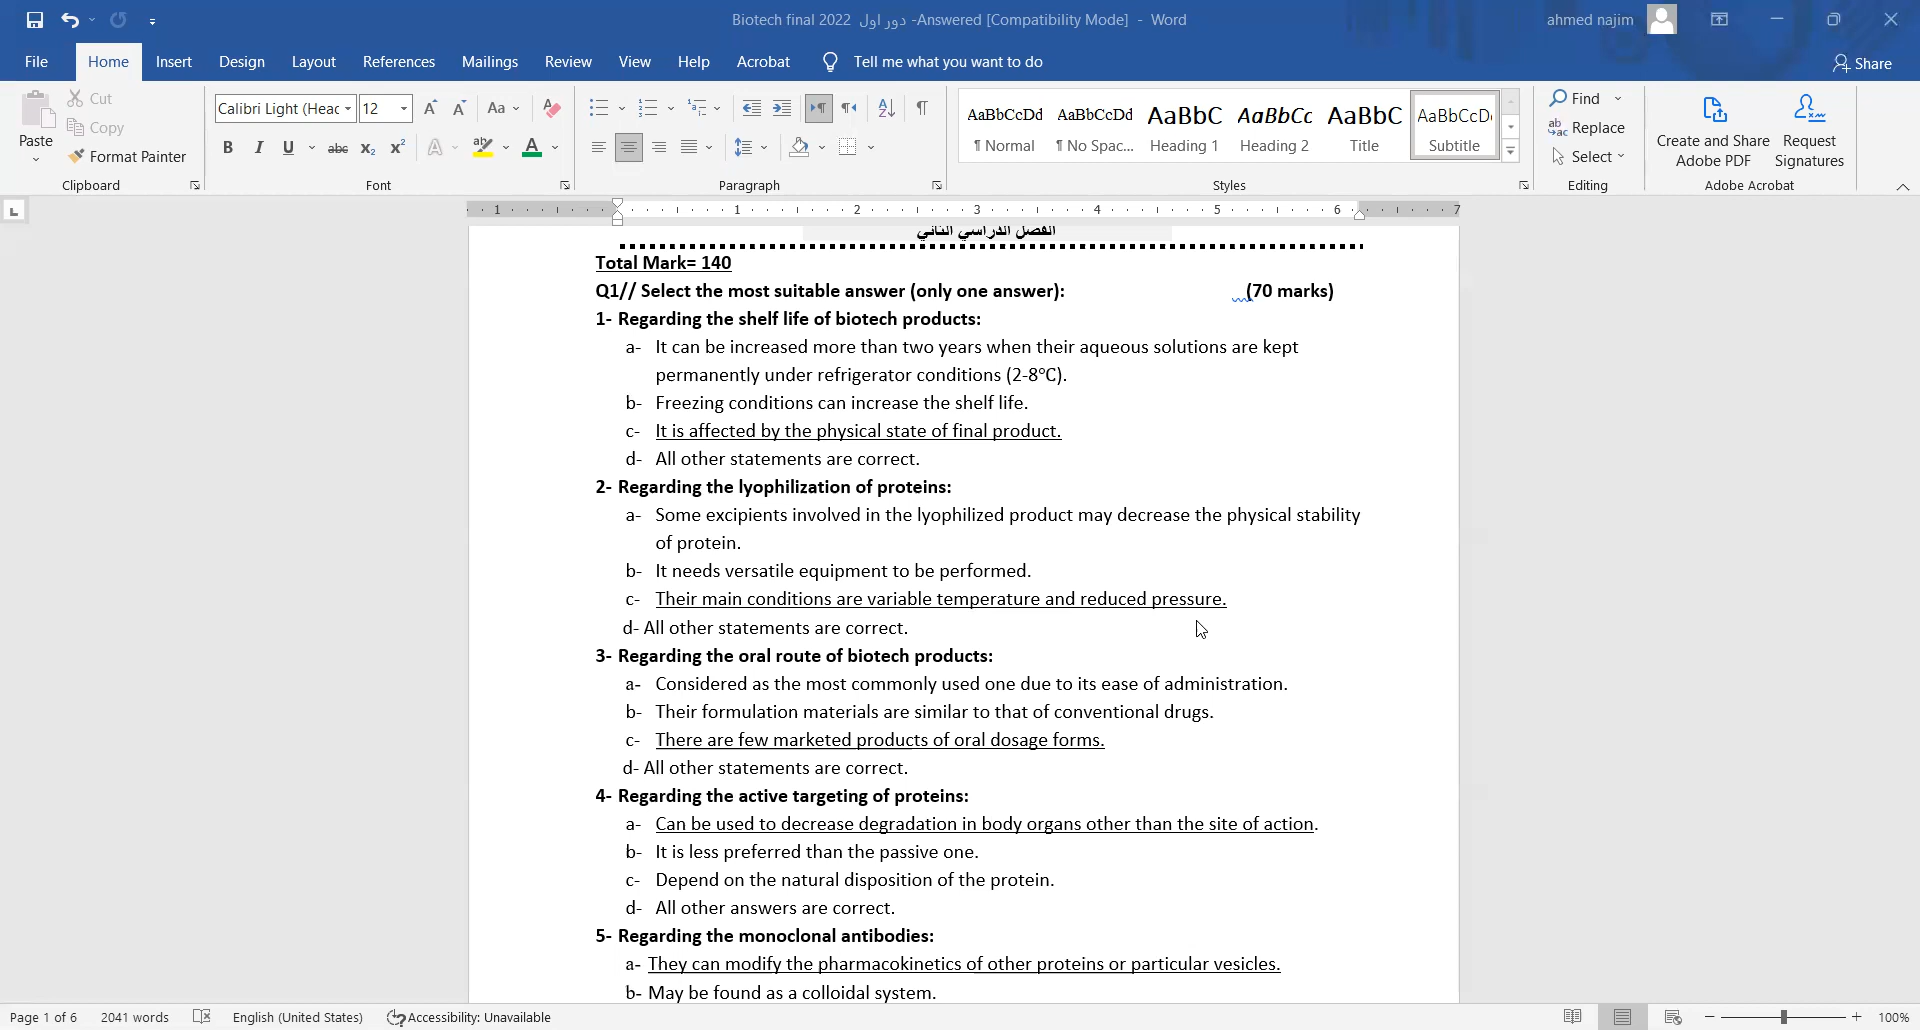 Biotech final 2022 دور اول -Answered [Compatibility Mode] - Word
ahmed najim
File Home Insert Design Layout References Mailings Review View Help Acrobat Tell me what you want to do
Share
Paste
Cut
Copy
Format Painter
Clipboard
Calibri Light (Heac 12
Aa
B I U abc x₂ x² A ab A
Font
Paragraph
AaBbCcDd AaBbCcDd AaBbC AaBbCc AaBbC AaBbCcD
¶ Normal ¶ No Spac... Heading 1 Heading 2 Title Subtitle
Styles
Find
Replace
Select
Editing
Create and Share Adobe PDF
Request Signatures
Adobe Acrobat
1 1 2 3 4 5 6 7
الفصل الدراسي الثاني
Total Mark= 140
Q1// Select the most suitable answer (only one answer): (70 marks)
1- Regarding the shelf life of biotech products:
a- It can be increased more than two years when their aqueous solutions are kept
permanently under refrigerator conditions (2-8°C).
b- Freezing conditions can increase the shelf life.
c- It is affected by the physical state of final product.
d- All other statements are correct.
2- Regarding the lyophilization of proteins:
a- Some excipients involved in the lyophilized product may decrease the physical stability
of protein.
b- It needs versatile equipment to be performed.
c- Their main conditions are variable temperature and reduced pressure.
d- All other statements are correct.
3- Regarding the oral route of biotech products:
a- Considered as the most commonly used one due to its ease of administration.
b- Their formulation materials are similar to that of conventional drugs.
c- There are few marketed products of oral dosage forms.
d- All other statements are correct.
4- Regarding the active targeting of proteins:
a- Can be used to decrease degradation in body organs other than the site of action.
b- It is less preferred than the passive one.
c- Depend on the natural disposition of the protein.
d- All other answers are correct.
5- Regarding the monoclonal antibodies:
a- They can modify the pharmacokinetics of other proteins or particular vesicles.
b- May be found as a colloidal system.
Page 1 of 6 2041 words English (United States) Accessibility: Unavailable 100%